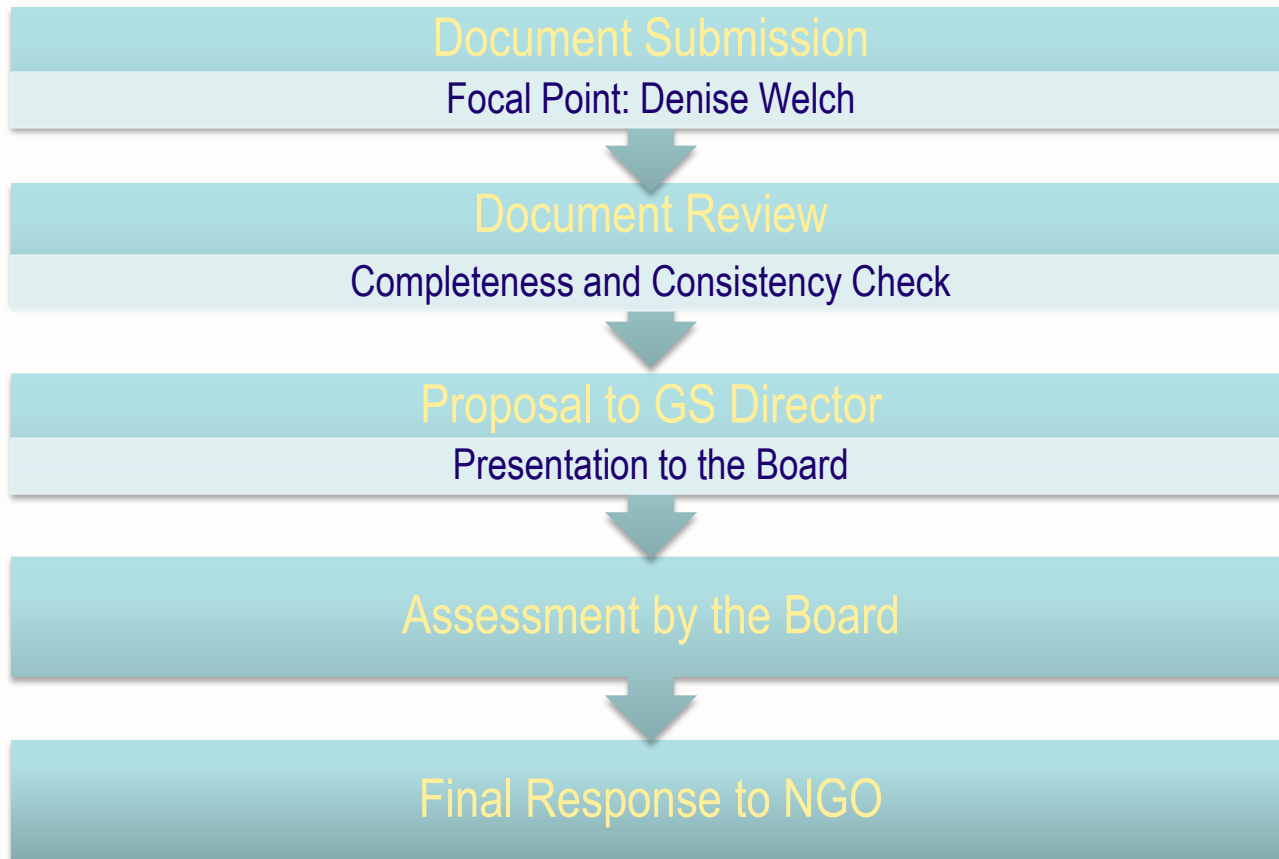 Document Submission
Focal Point: Denise Welch
Document Review
Completeness and Consistency Check
Proposal to GS Director
Presentation to the Board
Assessment by the Board
Final Response to NGO